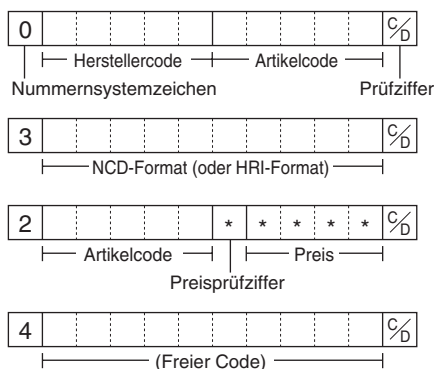 0 C/D
Herstellercode Artikelcode
Nummernsystemzeichen Prüfziffer
3 C/D
NCD-Format (oder HRI-Format)
2 * * * * * C/D
Artikelcode Preis
Preisprüfziffer
4 C/D
(Freier Code)